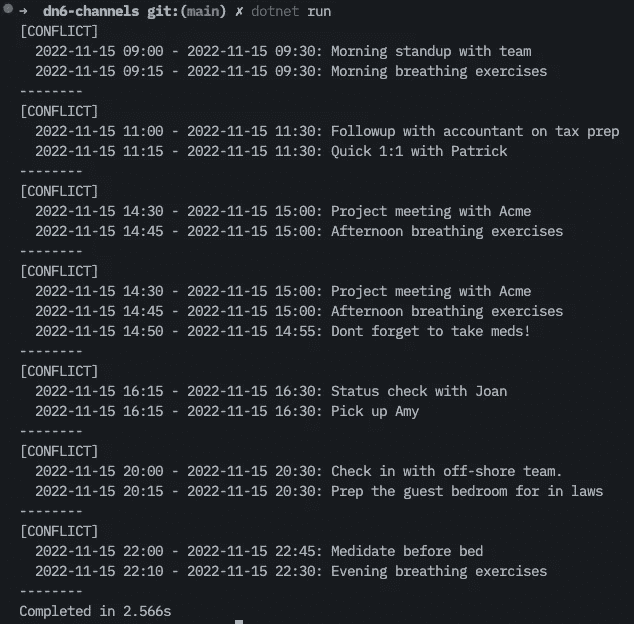 → dn6-channels git:(main) ✗ dotnet run
[CONFLICT]
  2022-11-15 09:00 - 2022-11-15 09:30: Morning standup with team
  2022-11-15 09:15 - 2022-11-15 09:30: Morning breathing exercises
--------
[CONFLICT]
  2022-11-15 11:00 - 2022-11-15 11:30: Followup with accountant on tax prep
  2022-11-15 11:15 - 2022-11-15 11:30: Quick 1:1 with Patrick
--------
[CONFLICT]
  2022-11-15 14:30 - 2022-11-15 15:00: Project meeting with Acme
  2022-11-15 14:45 - 2022-11-15 15:00: Afternoon breathing exercises
--------
[CONFLICT]
  2022-11-15 14:30 - 2022-11-15 15:00: Project meeting with Acme
  2022-11-15 14:45 - 2022-11-15 15:00: Afternoon breathing exercises
  2022-11-15 14:50 - 2022-11-15 14:55: Dont forget to take meds!
--------
[CONFLICT]
  2022-11-15 16:15 - 2022-11-15 16:30: Status check with Joan
  2022-11-15 16:15 - 2022-11-15 16:30: Pick up Amy
--------
[CONFLICT]
  2022-11-15 20:00 - 2022-11-15 20:30: Check in with off-shore team.
  2022-11-15 20:15 - 2022-11-15 20:30: Prep the guest bedroom for in laws
--------
[CONFLICT]
  2022-11-15 22:00 - 2022-11-15 22:45: Medidate before bed
  2022-11-15 22:10 - 2022-11-15 22:30: Evening breathing exercises
--------
Completed in 2.566s